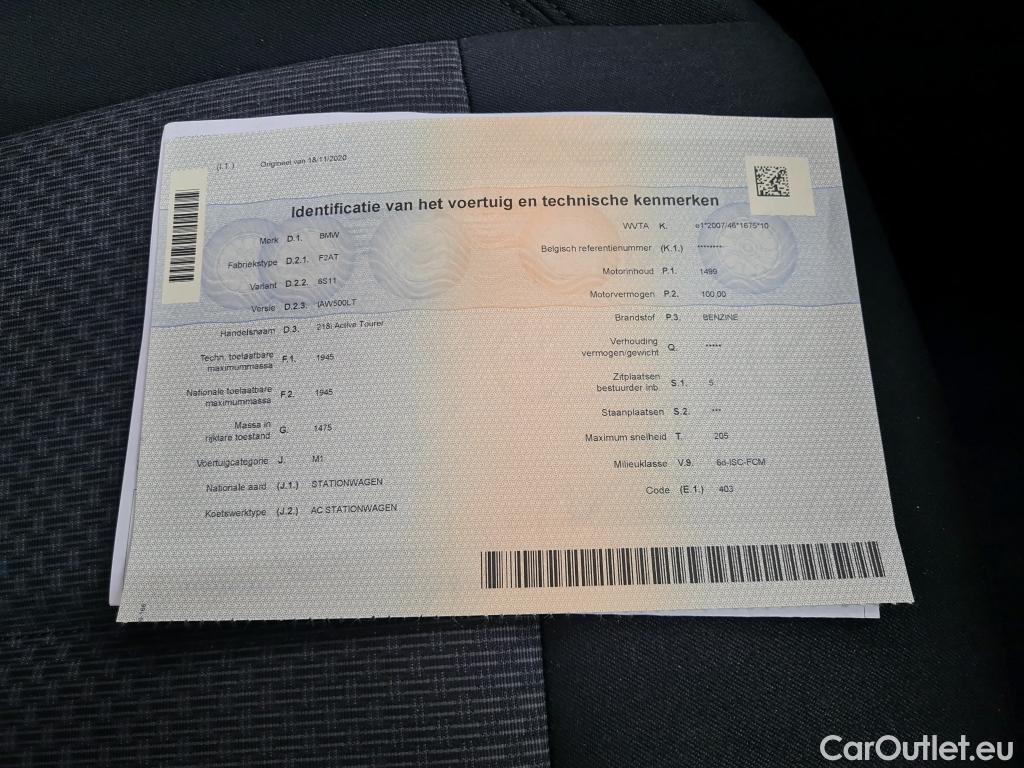 (I.1.) Origineel van 18/11/2020
Identificatie van het voertuig en technische kenmerken
Merk D.1. BMW
Fabriekstype D.2.1. F2AT
Variant D.2.2. 6S11
Versie D.2.3. IAW500LT
Handelsnaam D.3. 218i Active Tourer
Techn. toelaatbare
maximummassa F.1. 1945
Nationale toelaatbare
maximummassa F.2. 1945
Massa in
rijklare toestand G. 1475
Voertuigcategorie J. M1
Nationale aard (J.1.) STATIONWAGEN
Koetswerktype (J.2.) AC STATIONWAGEN
WVTA K. e1*2007/46*1675*10
Belgisch referentienummer (K.1.) ********
Motorinhoud P.1. 1499
Motorvermogen P.2. 100,00
Brandstof P.3. BENZINE
Verhouding
vermogen/gewicht Q. *****
Zitplaatsen
bestuurder inb. S.1. 5
Staanplaatsen S.2. ***
Maximum snelheid T. 205
Milieuklasse V.9. 6d-ISC-FCM
Code (E.1.) 403
CarOutlet.eu